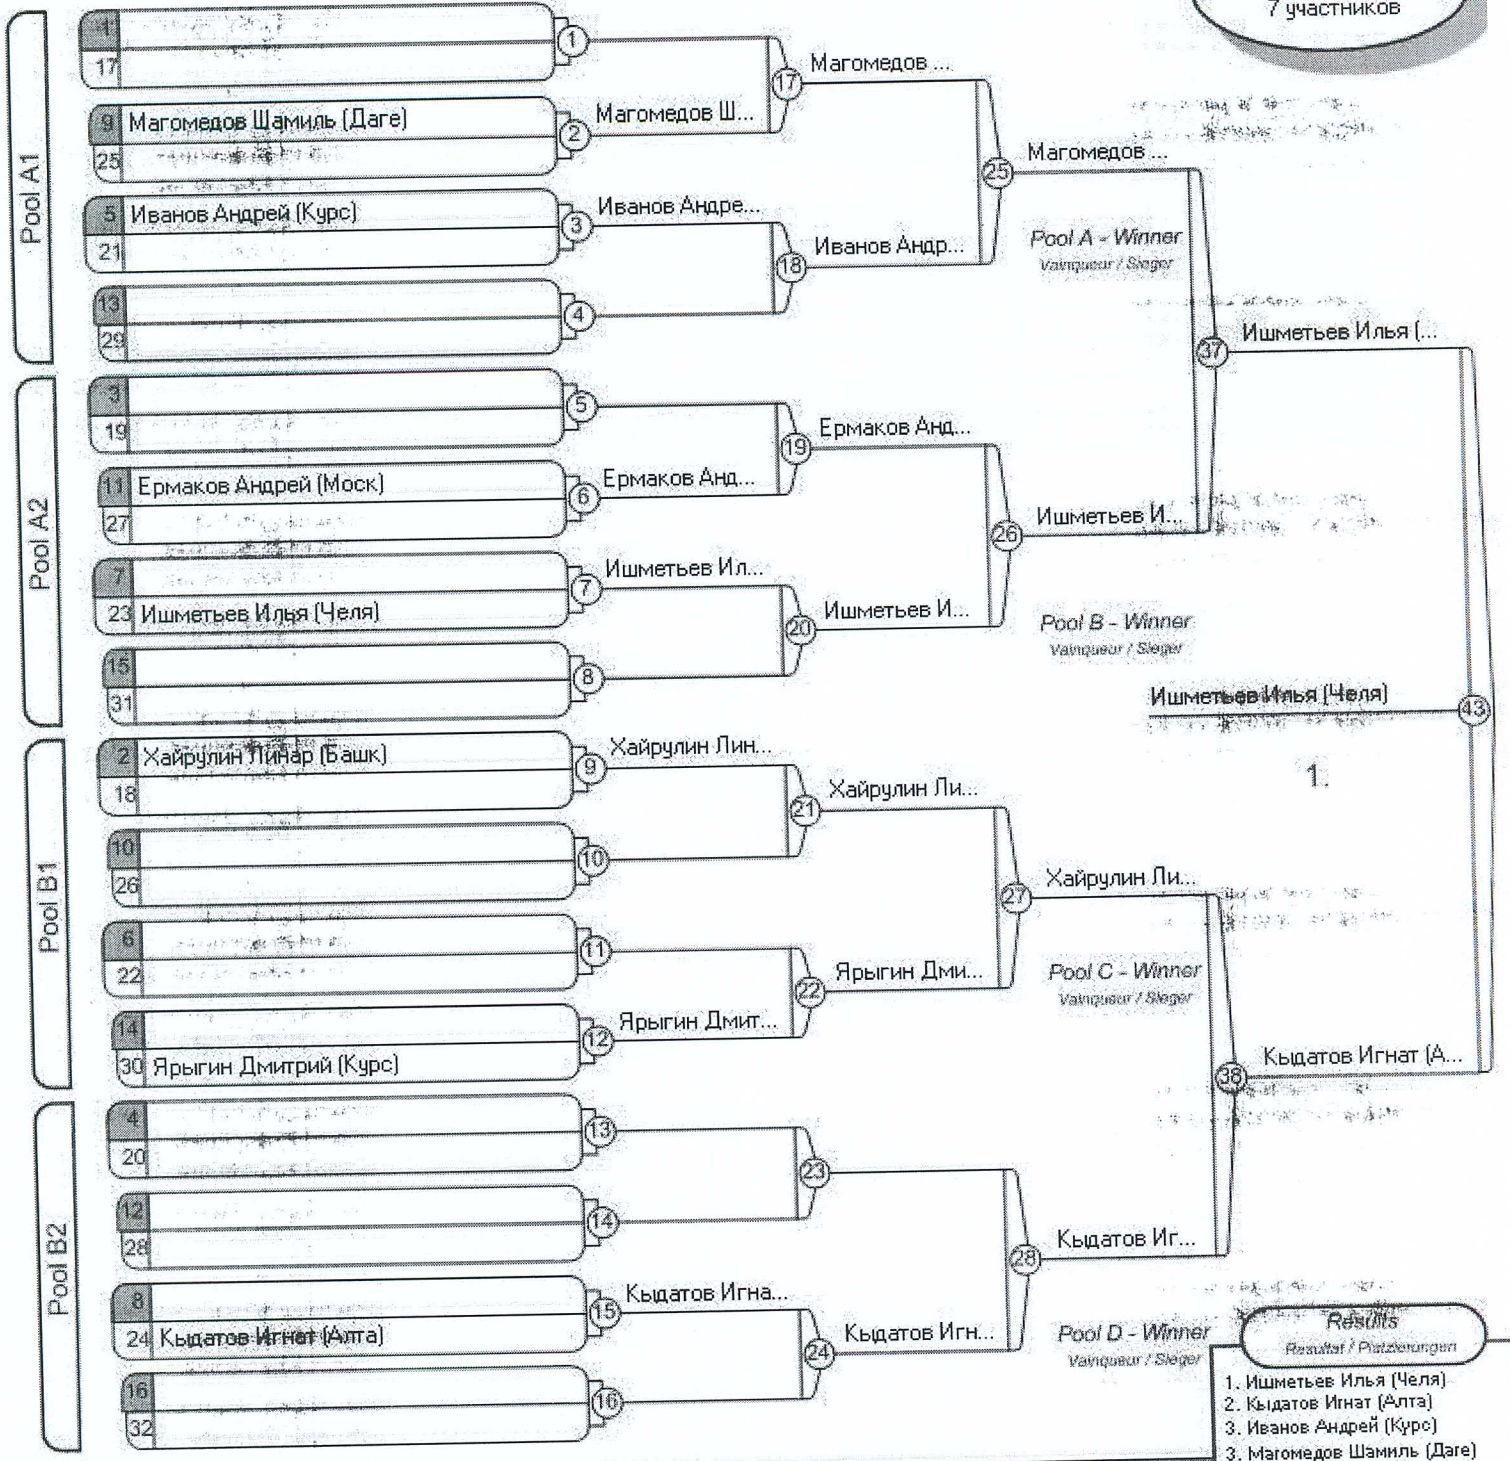 7 участников
Pool A1
1
17
9 Магомедов Шамиль (Даге)
25
5 Иванов Андрей (Курс)
21
13
29
Pool A2
3
19
11 Ермаков Андрей (Моск)
27
7
23 Ишметьев Илья (Челя)
15
31
Pool B1
2 Хайрулин Линар (Башк)
18
10
26
6
22
14
30 Ярыгин Дмитрий (Курс)
Pool B2
4
20
12
28
8
24 Кыдатов Игнат (Алта)
16
32
1
2 Магомедов Ш...
3 Иванов Андре...
4
5
6 Ермаков Анд...
7 Ишметьев Ил...
8
9 Хайрулин Лин...
10
11
12 Ярыгин Дмит...
13
14
15 Кыдатов Игна...
16
17 Магомедов ...
18 Иванов Андр...
19 Ермаков Анд...
20 Ишметьев И...
21 Хайрулин Ли...
22 Ярыгин Дми...
23
24 Кыдатов Игн...
25 Магомедов ...
Pool A - Winner
Vainqueur / Sieger
26 Ишметьев И...
Pool B - Winner
Vainqueur / Sieger
27 Хайрулин Ли...
Pool C - Winner
Vainqueur / Sieger
28 Кыдатов Иг...
Pool D - Winner
Vainqueur / Sieger
37 Ишметьев Илья (...
38 Кыдатов Игнат (А...
Ишметьев Илья (Челя) 43
1.
Results
Resultat / Platzierungen
1. Ишметьев Илья (Челя)
2. Кыдатов Игнат (Алта)
3. Иванов Андрей (Курс)
3. Магомедов Шамиль (Даге)